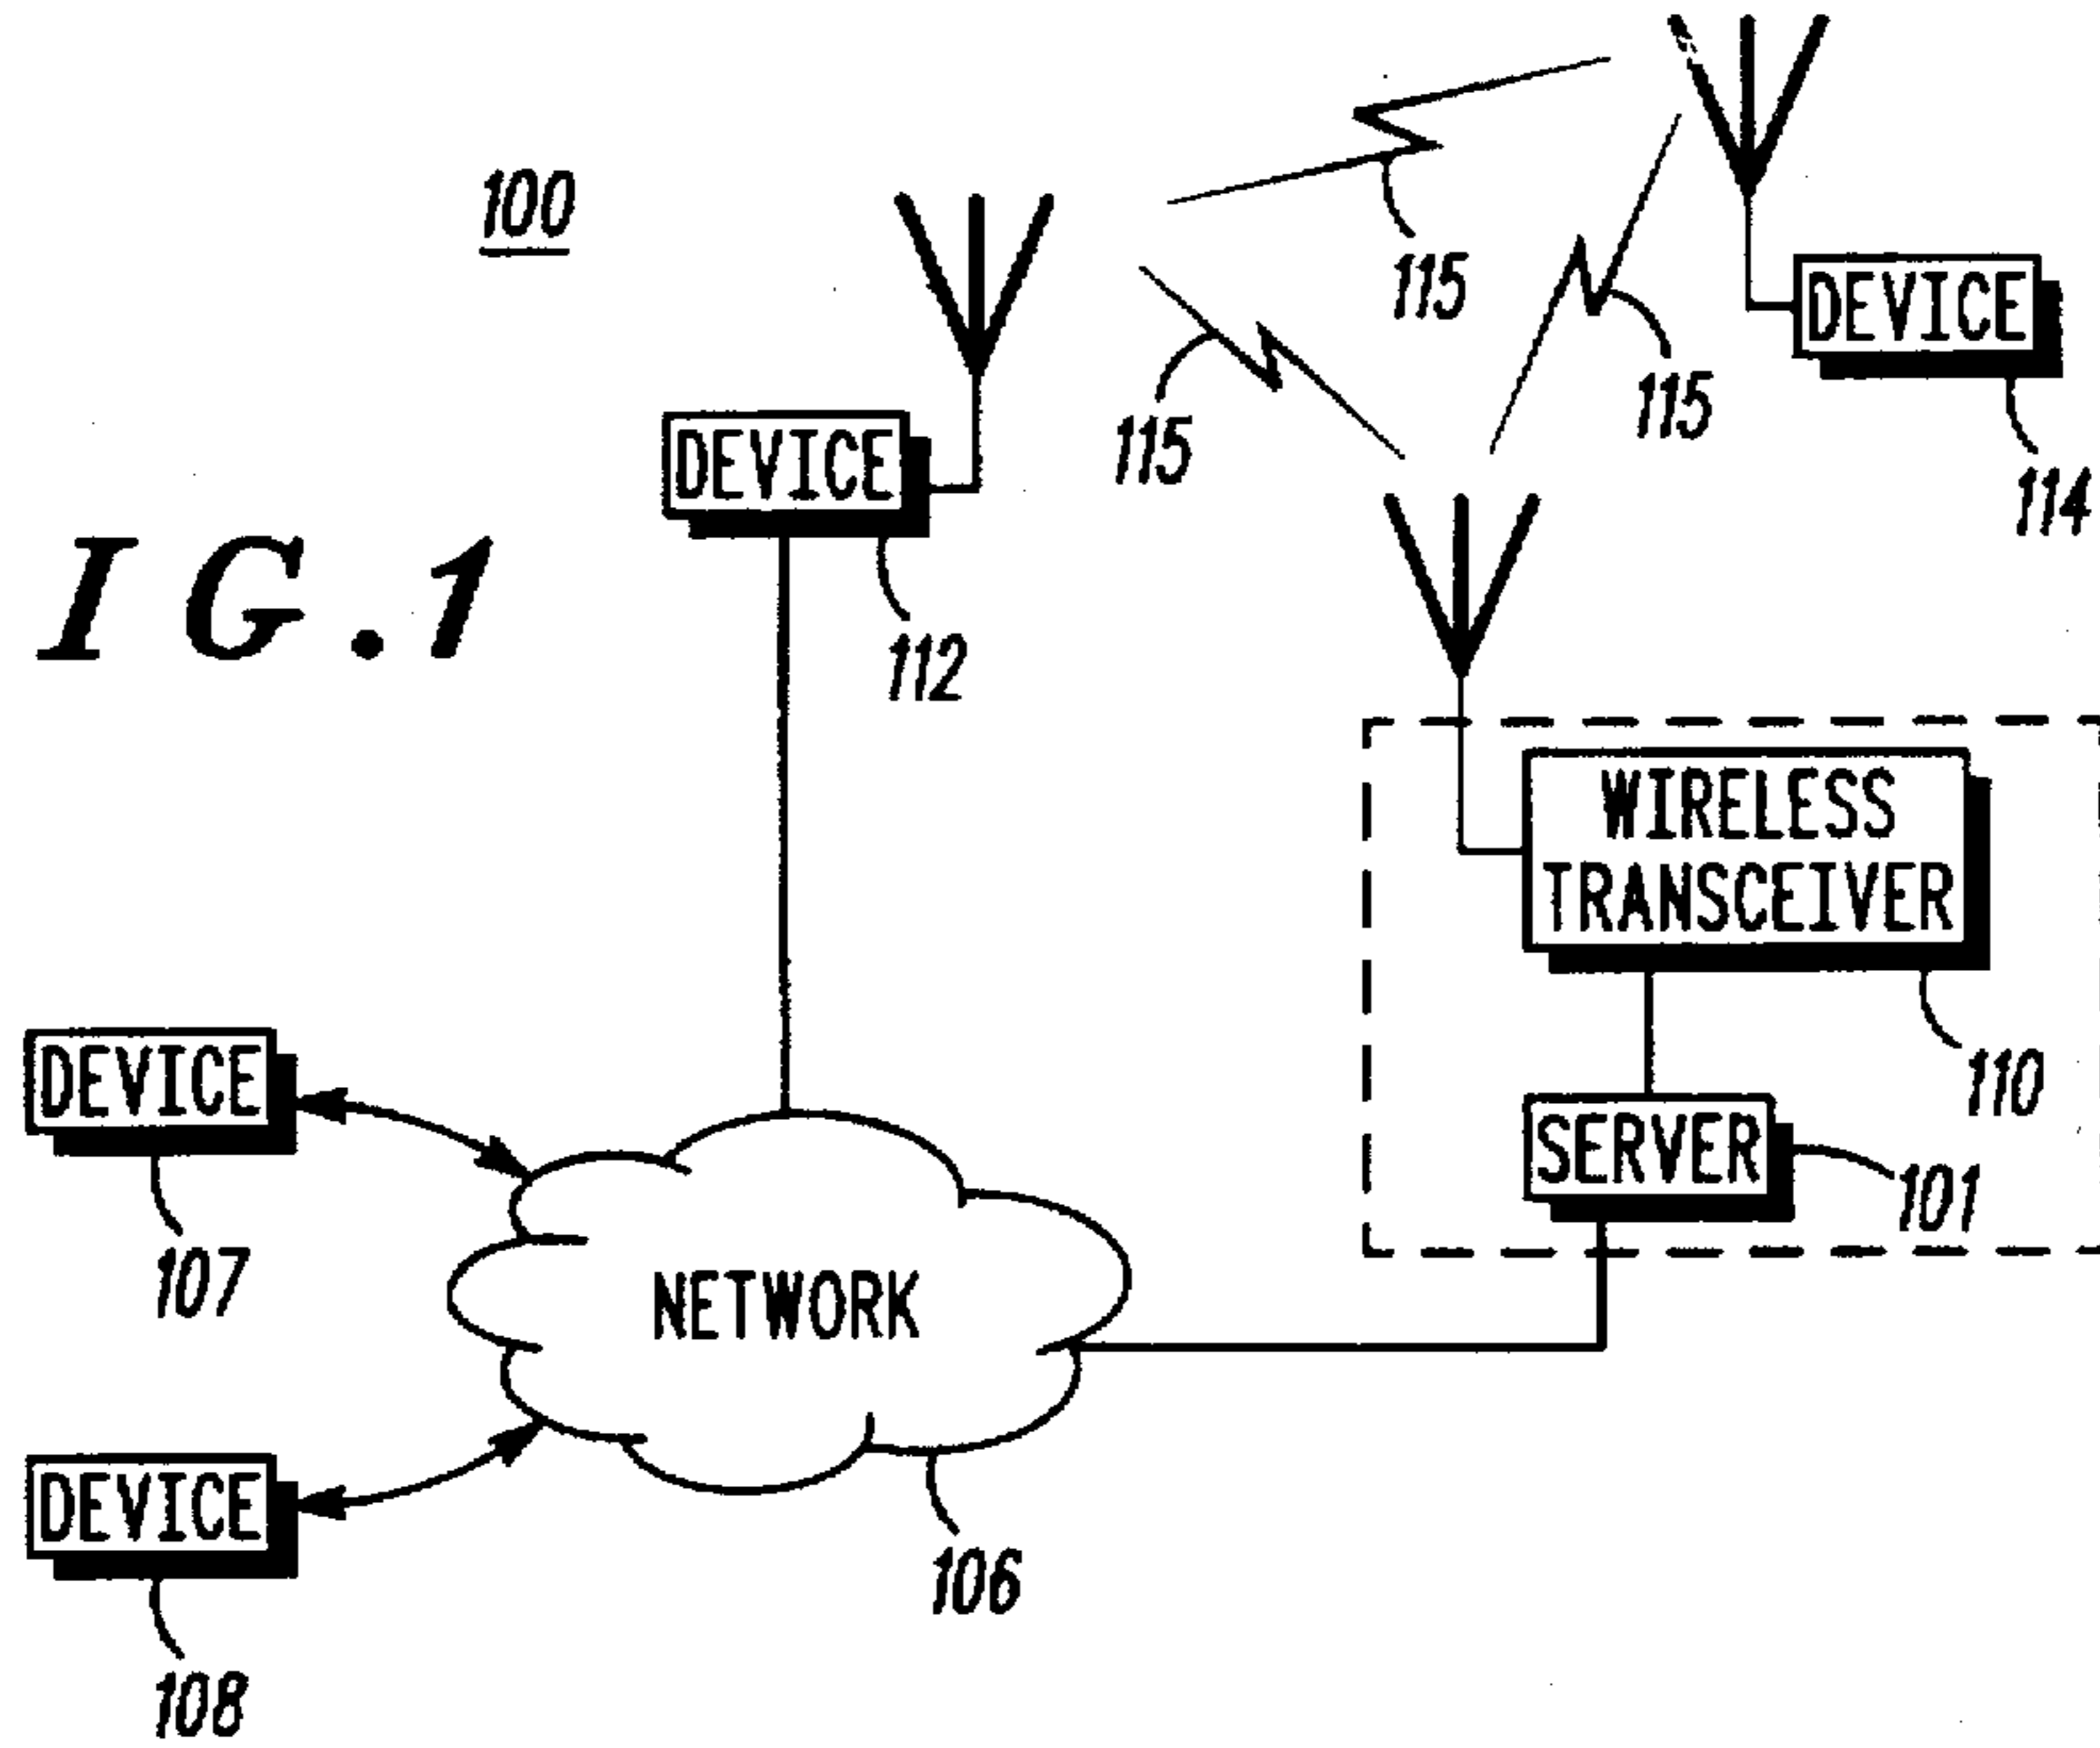 100
115
DEVICE
115
115
DEVICE
114
I G . 1
112
WIRELESS
TRANSCEIVER
DEVICE
110
SERVER
101
107
NETWORK
DEVICE
106
108